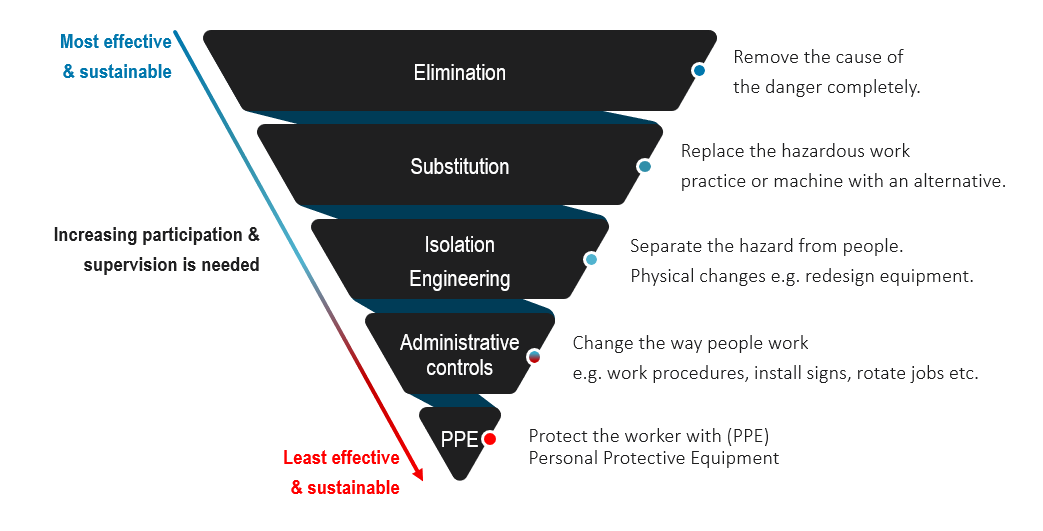 Most effective
& sustainable
Elimination
Remove the cause of
the danger completely.
Substitution
Replace the hazardous work
practice or machine with an alternative.
Increasing participation &
supervision is needed
Isolation
Engineering
Separate the hazard from people.
Physical changes e.g. redesign equipment.
Administrative
controls
Change the way people work
e.g. work procedures, install signs, rotate jobs etc.
PPE
Protect the worker with (PPE)
Personal Protective Equipment
Least effective
& sustainable